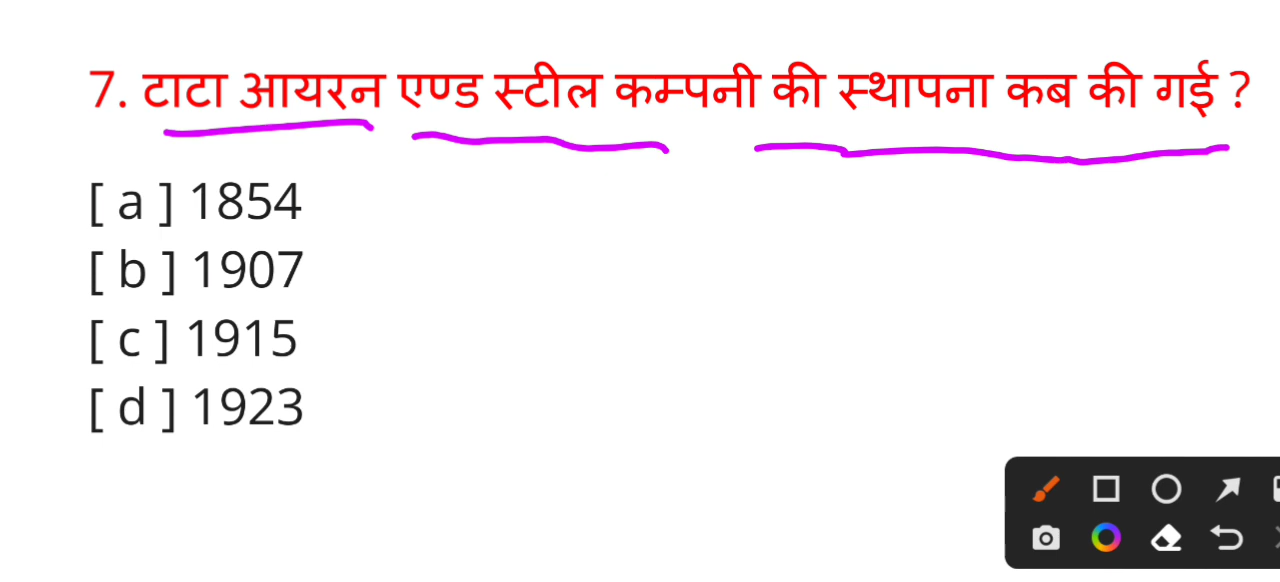 7. टाटा आयरन एण्ड स्टील कम्पनी की स्थापना कब की गई ?
[ a ] 1854
[ b ] 1907
[ c ] 1915
[ d ] 1923